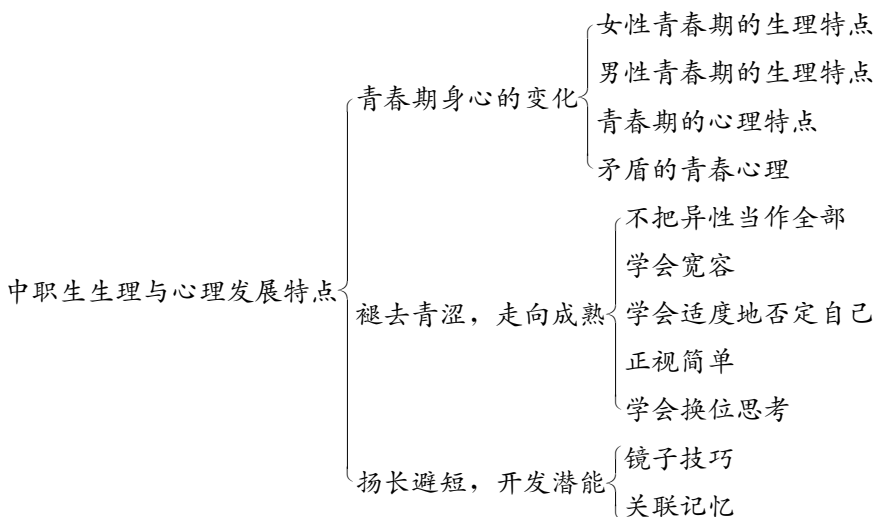 女性青春期的生理特点
男性青春期的生理特点
青春期身心的变化
青春期的心理特点
矛盾的青春心理
不把异性当作全部
学会宽容
中职生生理与心理发展特点
褪去青涩，走向成熟
学会适度地否定自己
正视简单
学会换位思考
镜子技巧
扬长避短，开发潜能
关联记忆